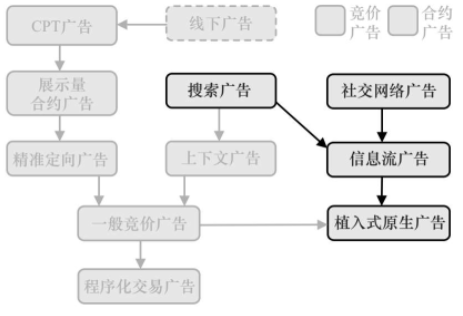 CPT广告
线下广告
竞价
广告
合约
广告
展示量
合约广告
搜索广告
社交网络广告
精准定向广告
上下文广告
信息流广告
一般竞价广告
植入式原生广告
程序化交易广告